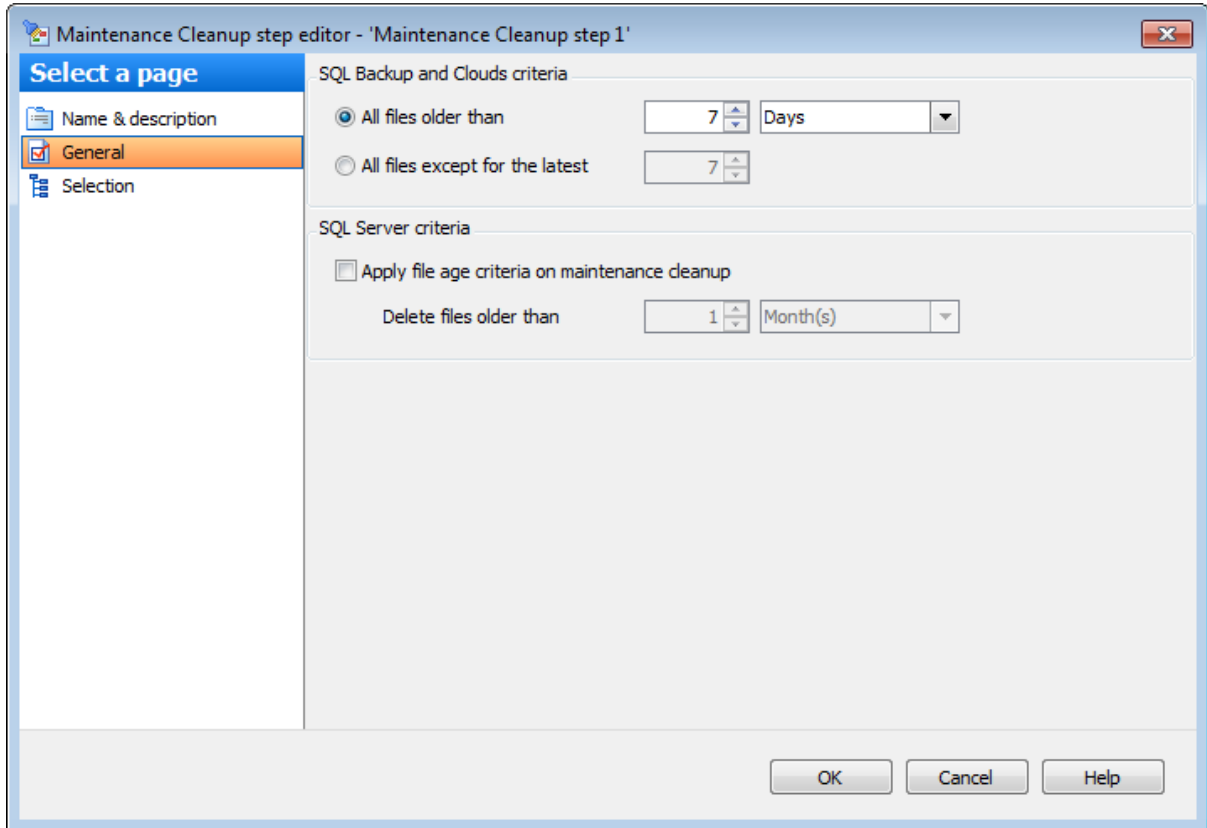 Maintenance Cleanup step editor - 'Maintenance Cleanup step 1'
Select a page
Name & description
General
Selection
SQL Backup and Clouds criteria
All files older than 7 Days
All files except for the latest 7
SQL Server criteria
Apply file age criteria on maintenance cleanup
Delete files older than 1 Month(s)
OK Cancel Help